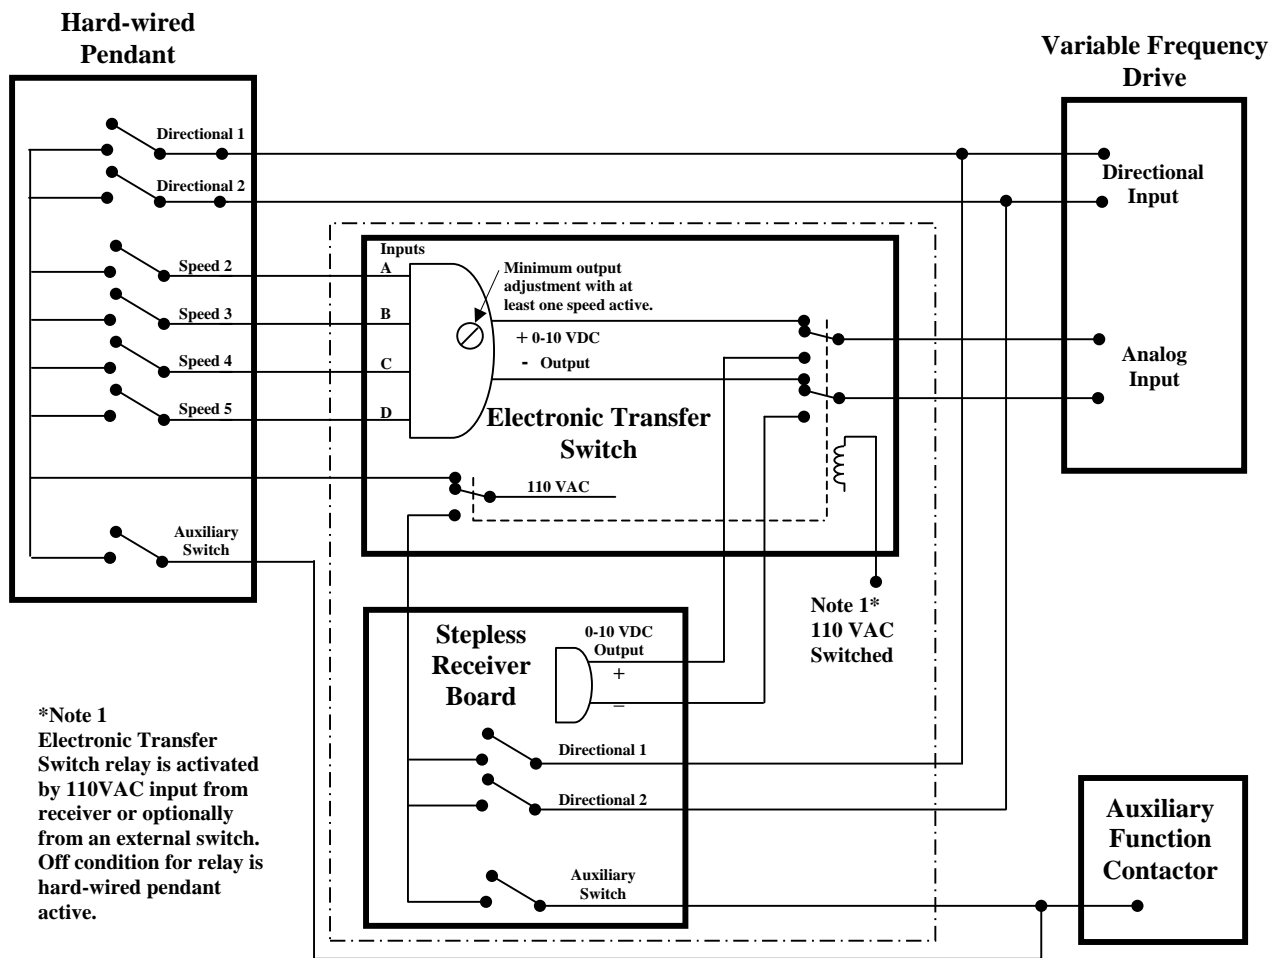 Hard-wired
Pendant
Variable Frequency
Drive
Directional 1
Directional 2
Speed 2
Speed 3
Speed 4
Speed 5
Auxiliary
Switch
Inputs
A
B
C
D
Minimum output
adjustment with at
least one speed active.
+ 0-10 VDC
- Output
Electronic Transfer
Switch
110 VAC
Directional
Input
Analog
Input
Note 1*
110 VAC
Switched
Stepless
Receiver
Board
0-10 VDC
Output
+
−
Directional 1
Directional 2
Auxiliary
Switch
*Note 1
Electronic Transfer
Switch relay is activated
by 110VAC input from
receiver or optionally
from an external switch.
Off condition for relay is
hard-wired pendant
active.
Auxiliary
Function
Contactor